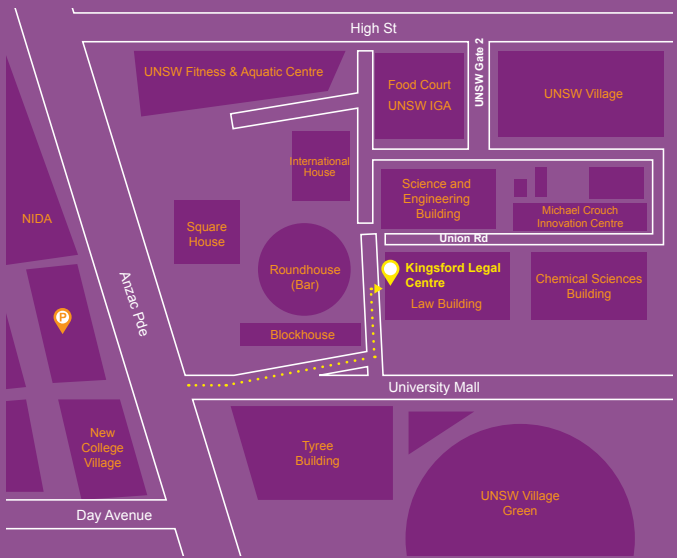 High St
UNSW Fitness & Aquatic Centre
Food Court
UNSW IGA
UNSW Gate 2
UNSW Village
International
House
Science and
Engineering
Building
Michael Crouch
Innovation Centre
NIDA
Square
House
Union Rd
Roundhouse
(Bar)
Kingsford Legal
Centre
Law Building
Chemical Sciences
Building
Anzac Pde
P
Blockhouse
University Mall
New
College
Village
Tyree
Building
UNSW Village
Green
Day Avenue